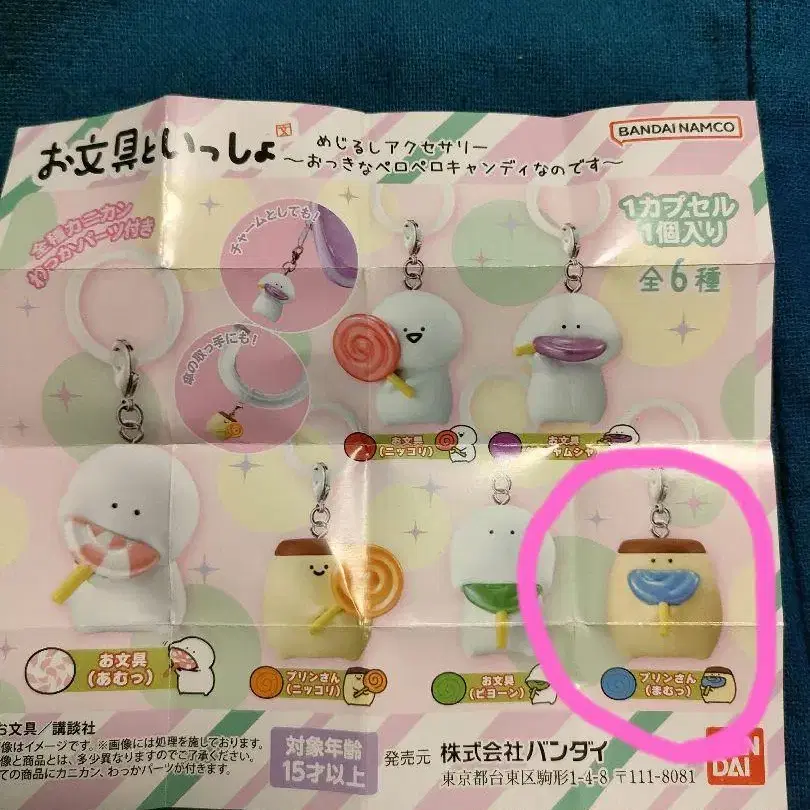 お文具といっしょ
文
めじるしアクセサリー
～おっきなペロペロキャンディなのです～
BANDAI NAMCO
全種カニカン
わっかパーツ付き
チャームとしても!
1カプセル
1個入り
全6種
傘の取っ手にも!
お文具
(ニッコリ)
お文具
ャムシャ
お文具
(あむっ)
プリンさん
(ニッコリ)
お文具
(ビヨーン)
プリンさん
(まむっ)
お文具/講談社
像はイメージです。※画像には処理を施しております。
像と商品とは、多少異なりますのでご了承ください。
ての商品にカニカン、わっかパーツが付きます。
対象年齢
15才以上
発売元 株式会社バンダイ
東京都台東区駒形1-4-8 〒111-8081
BAN
DAI